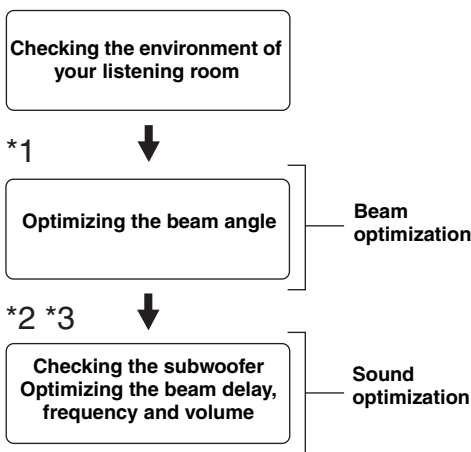 Checking the environment of
your listening room
*1
Optimizing the beam angle
Beam
optimization
*2 *3
Checking the subwoofer
Optimizing the beam delay,
frequency and volume
Sound
optimization